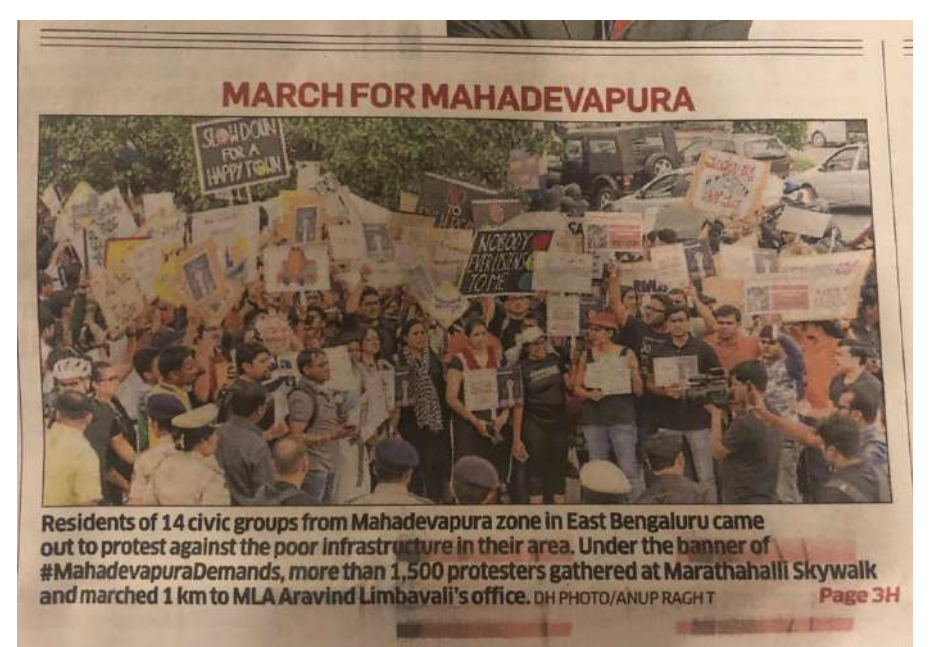 MARCH FOR MAHADEVAPURA
SLOW DOWN
FOR A
HAPPY TOWN
TO
NOBODY
EVER LISTENS
TO ME
Residents of 14 civic groups from Mahadevapura zone in East Bengaluru came
out to protest against the poor infrastructure in their area. Under the banner of
#MahadevapuraDemands, more than 1,500 protesters gathered at Marathahalli Skywalk
and marched 1 km to MLA Aravind Limbavali's office. DH PHOTO/ANUP RAGH T
Page 3H